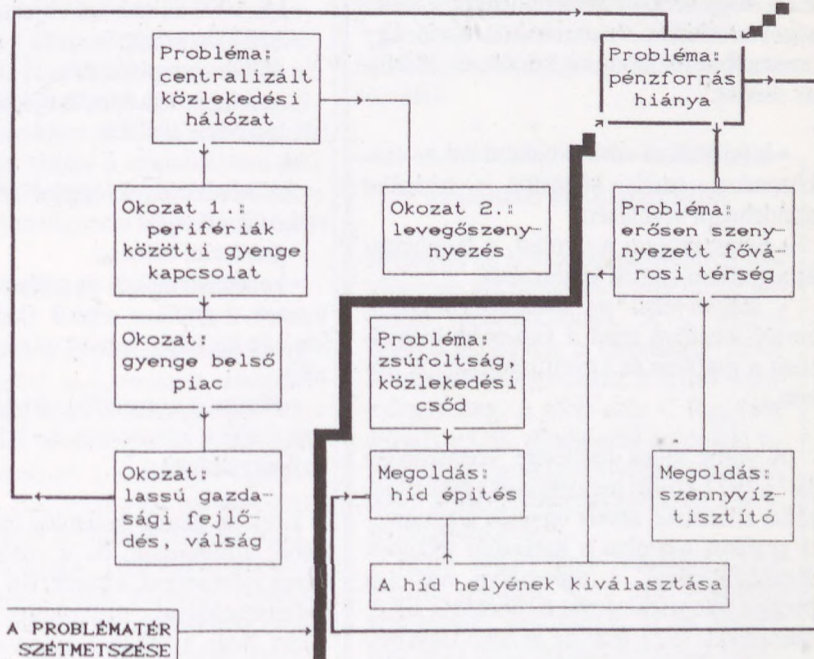 Probléma:
centralizált
közlekedési
hálózat
Probléma:
pénzforrás
hiánya
Okozat 1.:
perifériák
közötti gyenge
kapcsolat
Okozat 2.:
levegőszeny-
nyezés
Probléma:
erősen szeny-
nyezett fővá-
rosi térség
Okozat:
gyenge belső
piac
Probléma:
zsúfoltság,
közlekedési
csőd
Okozat:
lassú gazda-
sági fejlő-
dés, válság
Megoldás:
híd épités
Megoldás:
szennyvíz-
tisztító
A híd helyének kiválasztása
A PROBLÉMATÉR
SZÉTMETSZÉSE